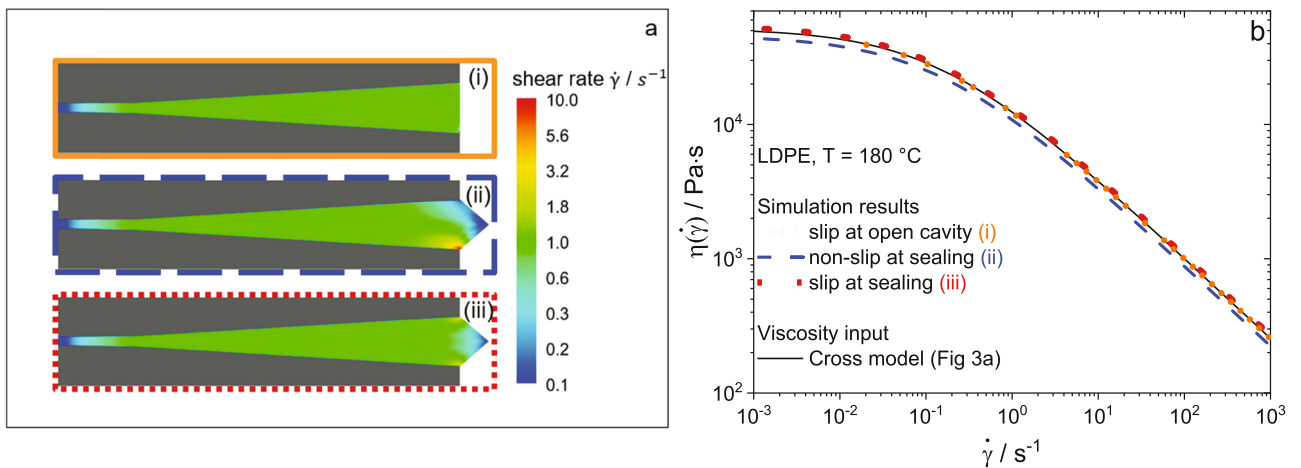 a
(i)
shear rate γ̇ / s⁻¹
10.0
5.6
3.2
1.8
1.0
0.6
0.3
0.2
0.1
(ii)
(iii)
b
η(γ̇) / Pa·s
10⁴
10³
10²
LDPE, T = 180 °C
Simulation results
slip at open cavity (i)
non-slip at sealing (ii)
slip at sealing (iii)
Viscosity input
Cross model (Fig 3a)
10⁻³ 10⁻² 10⁻¹ 10⁰ 10¹ 10² 10³
γ̇ / s⁻¹